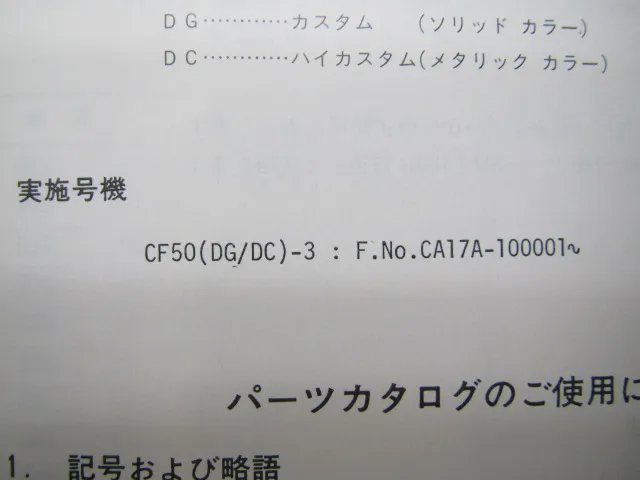 DG…………カスタム　　(ソリッド カラー)
DC…………ハイカスタム(メタリック カラー)
実施号機
CF50(DG/DC)-3 : F.No.CA17A-100001~
パーツカタログのご使用に
1.　記号および略語